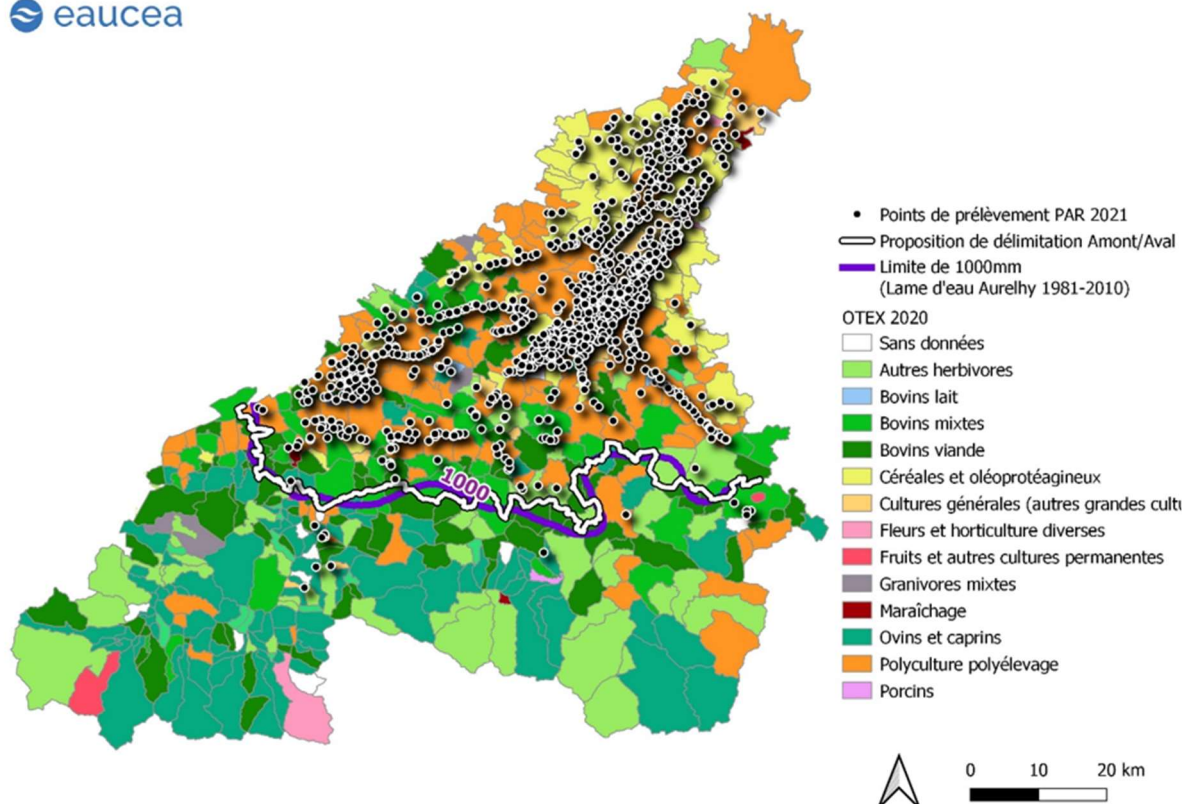 eaucea
Points de prélèvement PAR 2021
Proposition de délimitation Amont/Aval
Limite de 1000mm
(Lame d'eau Aurelhy 1981-2010)
OTEX 2020
Sans données
Autres herbivores
Bovins lait
Bovins mixtes
Bovins viande
Céréales et oléoprotéagineux
Cultures générales (autres grandes cultu
Fleurs et horticulture diverses
Fruits et autres cultures permanentes
Granivores mixtes
Maraîchage
Ovins et caprins
Polyculture polyélevage
Porcins
1000
0 10 20 km